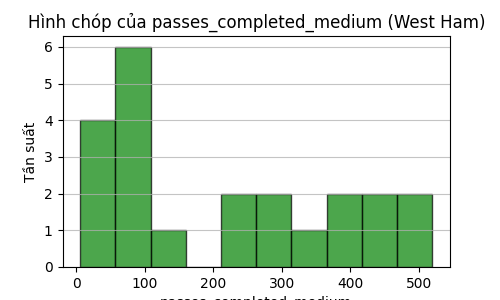 Hình chóp của passes_completed_medium (West Ham)
Tần suất
6
5
4
3
2
1
0
0 100 200 300 400 500
passes_completed_medium